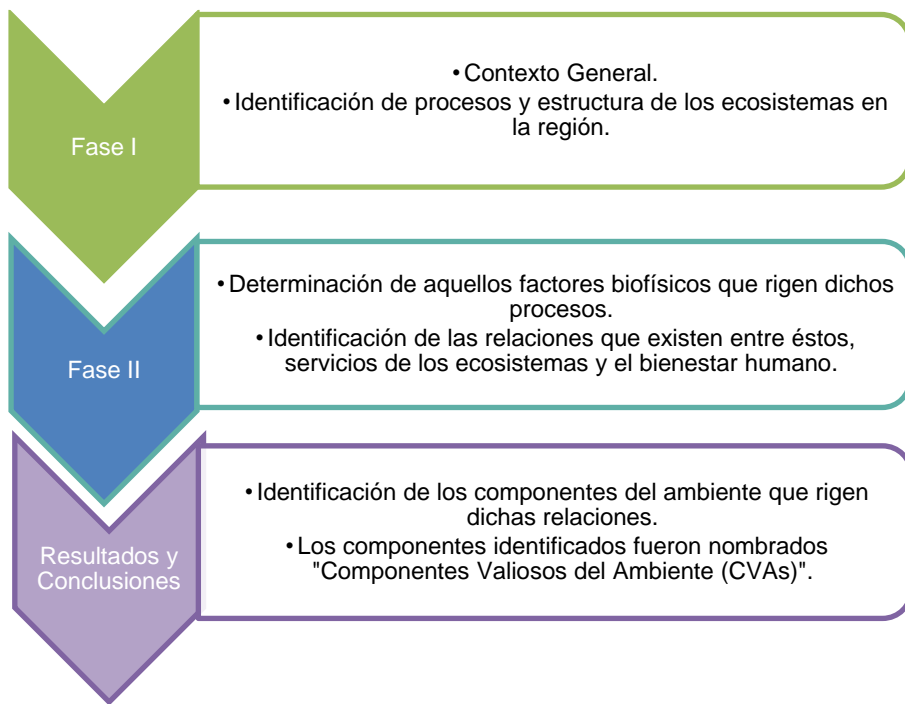 Fase I
•Contexto General.
•Identificación de procesos y estructura de los ecosistemas en
la región.
Fase II
•Determinación de aquellos factores biofísicos que rigen dichos
procesos.
•Identificación de las relaciones que existen entre éstos,
servicios de los ecosistemas y el bienestar humano.
Resultados y
Conclusiones
•Identificación de los componentes del ambiente que rigen
dichas relaciones.
•Los componentes identificados fueron nombrados
"Componentes Valiosos del Ambiente (CVAs)".